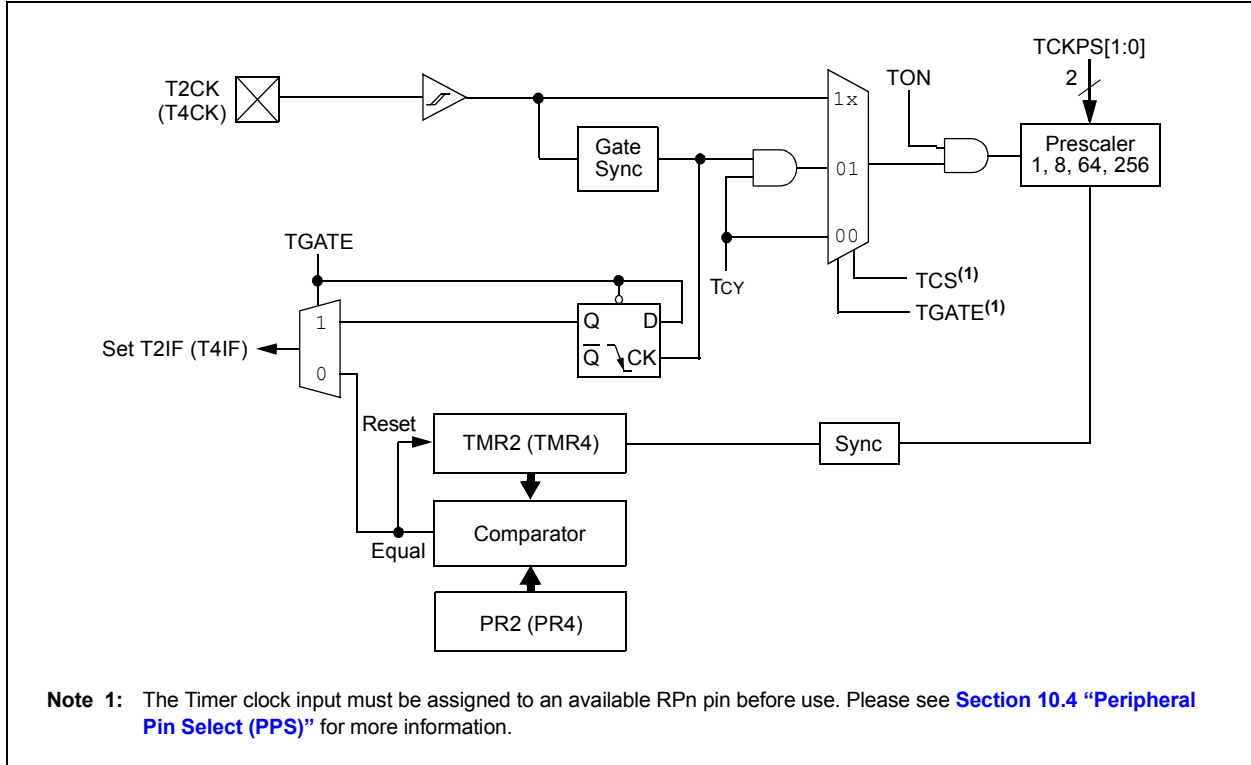 TCKPS[1:0]
2
T2CK
(T4CK)
TON
1x
Gate
Sync
01
Prescaler
1, 8, 64, 256
00
TGATE
TCY
TCS(1)
TGATE(1)
1
Q D
Q CK
Set T2IF (T4IF)
0
Reset
TMR2 (TMR4)
Sync
Comparator
Equal
PR2 (PR4)
Note 1: The Timer clock input must be assigned to an available RPn pin before use. Please see Section 10.4 “Peripheral
Pin Select (PPS)” for more information.